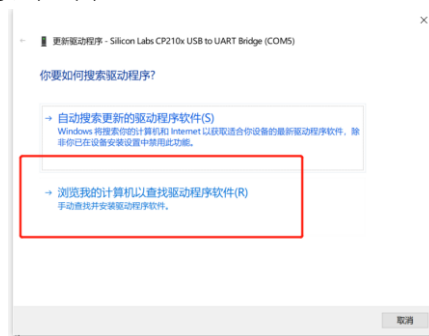 更新驱动程序 - Silicon Labs CP210x USB to UART Bridge (COM5)
你要如何搜索驱动程序?
→ 自动搜索更新的驱动程序软件(S)
Windows 将搜索你的计算机和 Internet 以获取适合你设备的最新驱动程序软件，除
非你已在设备安装设置中禁用此功能。
→ 浏览我的计算机以查找驱动程序软件(R)
手动查找并安装驱动程序软件。
取消